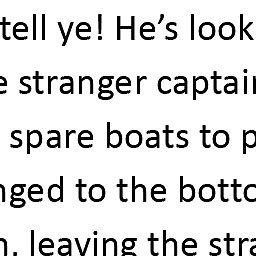 tell ye! He’s look
e stranger captain
spare boats to p
nged to the botto
n, leaving the stra